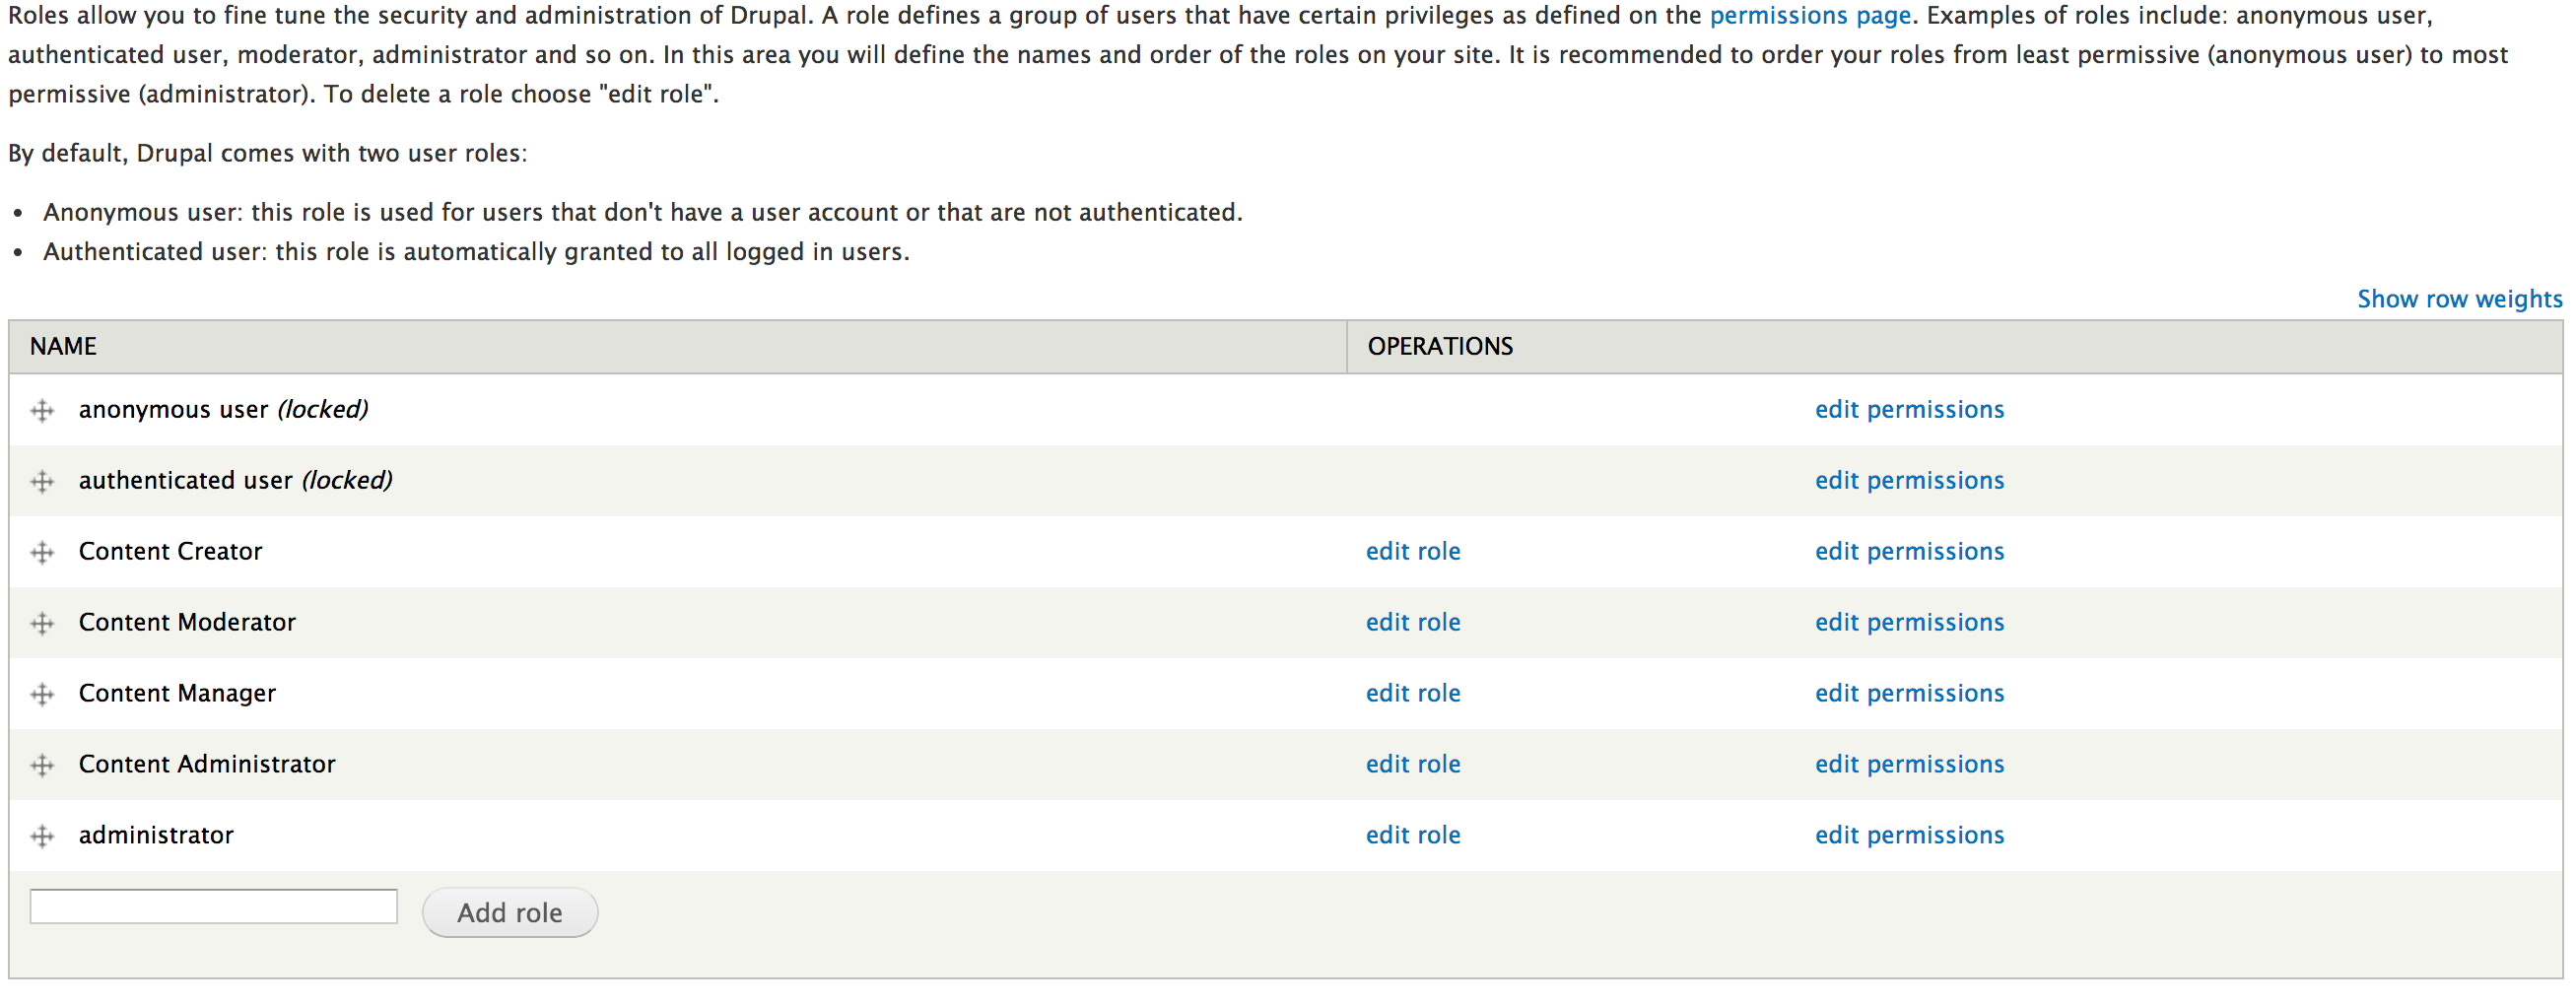 Roles allow you to fine tune the security and administration of Drupal. A role defines a group of users that have certain privileges as defined on the permissions page. Examples of roles include: anonymous user,
authenticated user, moderator, administrator and so on. In this area you will define the names and order of the roles on your site. It is recommended to order your roles from least permissive (anonymous user) to most
permissive (administrator). To delete a role choose "edit role".
By default, Drupal comes with two user roles:
• Anonymous user: this role is used for users that don't have a user account or that are not authenticated.
• Authenticated user: this role is automatically granted to all logged in users.
Show row weights
NAME OPERATIONS
anonymous user (locked) edit permissions
authenticated user (locked) edit permissions
Content Creator edit role edit permissions
Content Moderator edit role edit permissions
Content Manager edit role edit permissions
Content Administrator edit role edit permissions
administrator edit role edit permissions
Add role